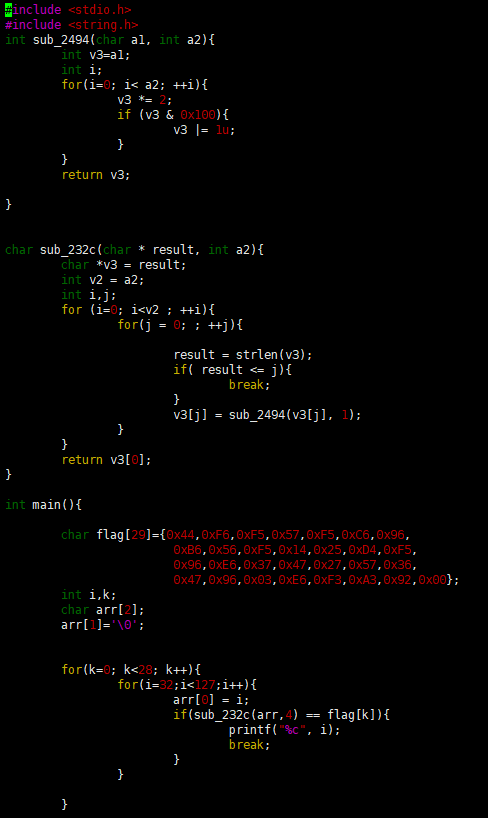 #include <stdio.h>
#include <string.h>
int sub_2494(char a1, int a2){
        int v3=a1;
        int i;
        for(i=0; i< a2; ++i){
                v3 *= 2;
                if (v3 & 0x100){
                        v3 |= 1u;
                }
        }
        return v3;

}


char sub_232c(char * result, int a2){
        char *v3 = result;
        int v2 = a2;
        int i,j;
        for (i=0; i<v2 ; ++i){
                for(j = 0; ; ++j){

                        result = strlen(v3);
                        if( result <= j){
                                break;
                        }
                        v3[j] = sub_2494(v3[j], 1);
                }
        }
        return v3[0];
}

int main(){

        char flag[29]={0x44,0xF6,0xF5,0x57,0xF5,0xC6,0x96,
                        0xB6,0x56,0xF5,0x14,0x25,0xD4,0xF5,
                        0x96,0xE6,0x37,0x47,0x27,0x57,0x36,
                        0x47,0x96,0x03,0xE6,0xF3,0xA3,0x92,0x00};
        int i,k;
        char arr[2];
        arr[1]='\0';


        for(k=0; k<28; k++){
                for(i=32;i<127;i++){
                        arr[0] = i;
                        if(sub_232c(arr,4) == flag[k]){
                                printf("%c", i);
                                break;
                        }
                }

        }